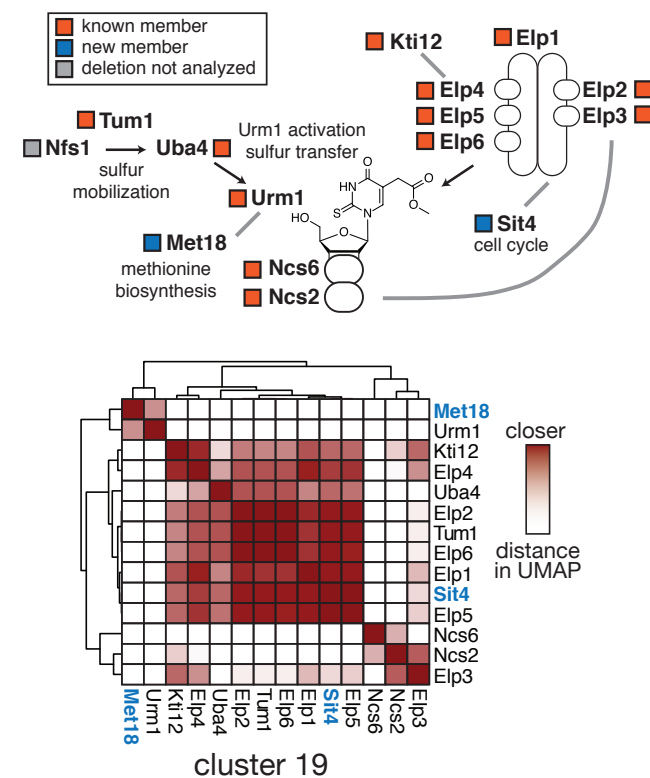 known member
new member
deletion not analyzed
Kti12
Elp1
Elp4
Elp5
Elp6
Elp2
Elp3
Tum1
Nfs1
Uba4
sulfur
mobilization
Urm1 activation
sulfur transfer
Urm1
Met18
methionine
biosynthesis
Ncs6
Ncs2
O
HN
S
N
O
O
HO
O
Sit4
cell cycle
Met18
Urm1
Kti12
Elp4
Uba4
Elp2
Tum1
Elp6
Elp1
Sit4
Elp5
Ncs6
Ncs2
Elp3
closer
distance
in UMAP
Met18
Urm1
Kti12
Elp4
Uba4
Elp2
Tum1
Elp6
Elp1
Sit4
Elp5
Ncs6
Ncs2
Elp3
cluster 19